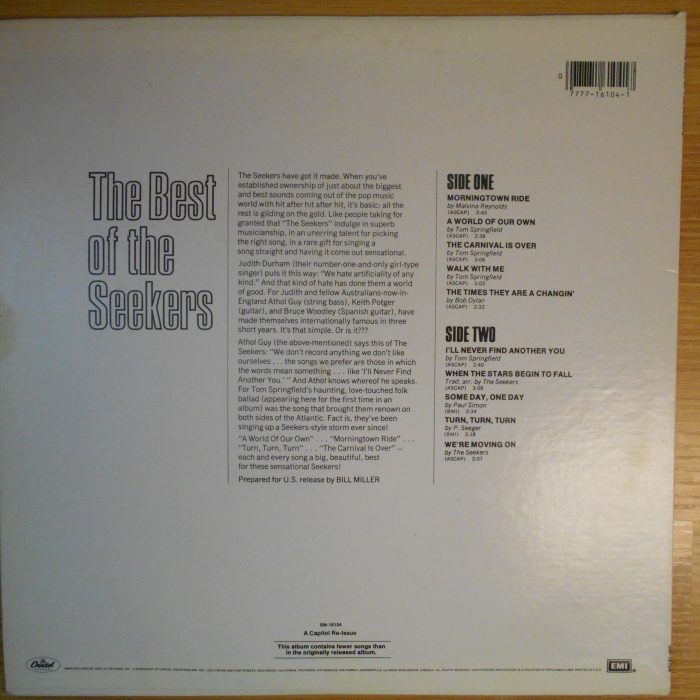 0
7777-16104-1
The Best
of the
Seekers
The Seekers have got it made. When you've
established ownership of just about the biggest
and best sounds coming out of the pop music
world with hit after hit after hit, it's basic: all the
rest is gilding on the gold. Like people taking for
granted that "The Seekers" indulge in superb
musicianship, in an unerring talent for picking
the right song, in a rare gift for singing a
song straight and having it come out sensational.
Judith Durham (their number-one-and-only girl-type
singer) puts it this way: "We hate artificiality of any
kind." And that kind of hate has done them a world
of good. For Judith and fellow Australians-now-in-
England Athol Guy (string bass), Keith Potger
(guitar), and Bruce Woodley (Spanish guitar), have
made themselves internationally famous in three
short years. It's that simple. Or is it???
Athol Guy (the above-mentioned) says this of The
Seekers: "We don't record anything we don't like
ourselves . . . the songs we prefer are those in which
the words mean something . . . like 'I'll Never Find
Another You.' " And Athol knows whereof he speaks.
For Tom Springfield's haunting, love-touched folk
ballad (appearing here for the first time in an
album) was the song that brought them renown on
both sides of the Atlantic. Fact is, they've been
singing up a Seekers-style storm ever since!
"A World Of Our Own" . . . "Morningtown Ride" . . .
"Turn, Turn, Turn" . . . "The Carnival Is Over" —
each and every song a big, beautiful, best
for these sensational Seekers!
Prepared for U.S. release by BILL MILLER
SIDE ONE
MORNINGTOWN RIDE
by Malvina Reynolds
(ASCAP) 2:40
A WORLD OF OUR OWN
by Tom Springfield
(ASCAP) 2:38
THE CARNIVAL IS OVER
by Tom Springfield
(ASCAP) 3:06
WALK WITH ME
by Tom Springfield
(ASCAP) 3:03
THE TIMES THEY ARE A CHANGIN'
by Bob Dylan
(ASCAP) 2:32
SIDE TWO
I'LL NEVER FIND ANOTHER YOU
by Tom Springfield
(ASCAP) 2:40
WHEN THE STARS BEGIN TO FALL
Trad. arr. by The Seekers
(ASCAP) 3:09
SOME DAY, ONE DAY
by Paul Simon
(BMI) 2:34
TURN, TURN, TURN
by P. Seeger
(BMI) 3:18
WE'RE MOVING ON
by The Seekers
(ASCAP) 2:07
SN-16104
A Capitol Re-Issue
This album contains fewer songs than
than in the originally released album.
Capitol
EMI